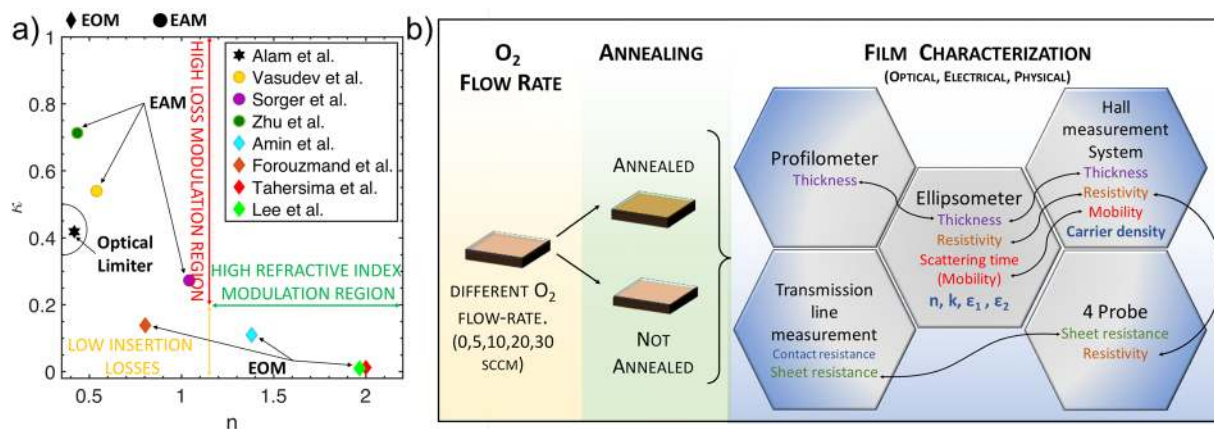 a)
EOM
EAM
Alam et al.
Vasudev et al.
Sorger et al.
Zhu et al.
Amin et al.
Forouzmand et al.
Tahersima et al.
Lee et al.
1
0.8
0.6
0.4
0.2
0
κ
0.5
1
1.5
2
n
EAM
Optical
Limiter
HIGH LOSS MODULATION REGION
HIGH REFRACTIVE INDEX
MODULATION REGION
LOW INSERTION
LOSSES
EOM
b)
O2
FLOW RATE
DIFFERENT O2
FLOW-RATE.
(0,5,10,20,30
SCCM)
ANNEALING
ANNEALED
NOT
ANNEALED
FILM CHARACTERIZATION
(OPTICAL, ELECTRICAL, PHYSICAL)
Profilometer
Thickness
Ellipsometer
Thickness
Resistivity
Scattering time
(Mobility)
n, k, ε1 , ε2
Hall
measurement
System
Thickness
Resistivity
Mobility
Carrier density
Transmission
line
measurement
Contact resistance
Sheet resistance
4 Probe
Sheet resistance
Resistivity